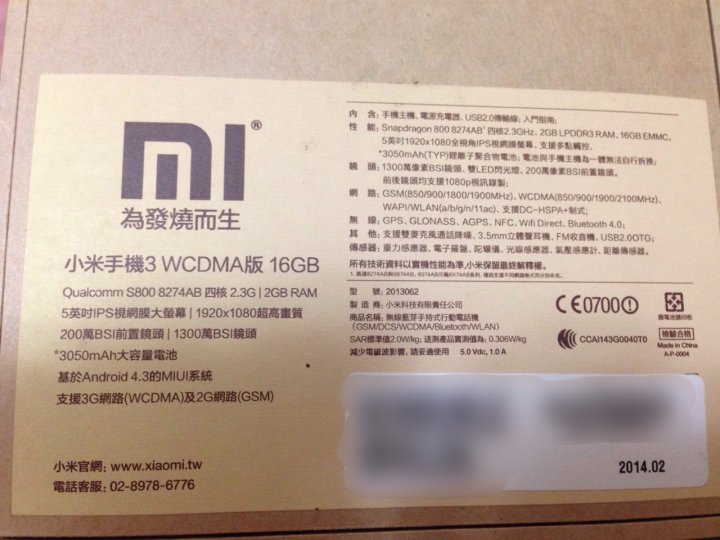 mi®
為發燒而生
小米手機3 WCDMA版 16GB
Qualcomm S800 8274AB 四核 2.3G | 2GB RAM
5英吋IPS視網膜大螢幕 | 1920x1080超高畫質
200萬BSI前置鏡頭 | 1300萬BSI鏡頭
*3050mAh大容量電池
基於Android 4.3的MIUI系統
支援3G網路(WCDMA)及2G網路(GSM)
小米官網: www.xiaomi.tw
電話客服: 02-8978-6776
內 含: 手機主機、電源充電器、USB2.0傳輸線; 入門指南;
性 能: Snapdragon 800 8274AB¹ 四核2.3GHz, 2GB LPDDR3 RAM, 16GB EMMC,
5英吋1920x1080全視角IPS視網膜螢幕、支援多點觸控、
*3050mAh(TYP)鋰離子聚合物電池; 電池與手機主機為一體無法自行拆換;
鏡 頭: 1300萬像素BSI鏡頭、雙LED閃光燈、200萬像素BSI前置鏡頭,
前後鏡頭均支援1080p視訊錄製;
網 路: GSM(850/900/1800/1900MHz)、WCDMA(850/900/1900/2100MHz)、
WAPI/WLAN(a/b/g/n/11ac)、支援DC-HSPA+制式;
無 線: GPS、GLONASS、AGPS、NFC、Wifi Direct、Bluetooth 4.0;
其 他: 支援雙麥克風通話降噪、3.5mm立體聲耳機、FM收音機、USB2.0OTG;
傳感器: 重力感應器、電子羅盤、陀螺儀、光線感應器、氣壓感應計、距離傳感器。
所有技術資料以實機性能為準,小米保留最終解釋權。
型 號: 2013062
製 造 商: 小米科技有限責任公司
商品名稱: 無線藍芽手持式行動電話機
(GSM/DCS/WCDMA/Bluetooth/WLAN)
SAR標準值2.0W/kg; 送測產品實測值為: 0.306W/kg;
減少電磁波影響, 請妥適使用 5.0 Vdc, 1.0 A
CE0700
CCAI143G0040T0
廢電池請回收
檢驗合格
Made in China
A-P-0004
2014.02